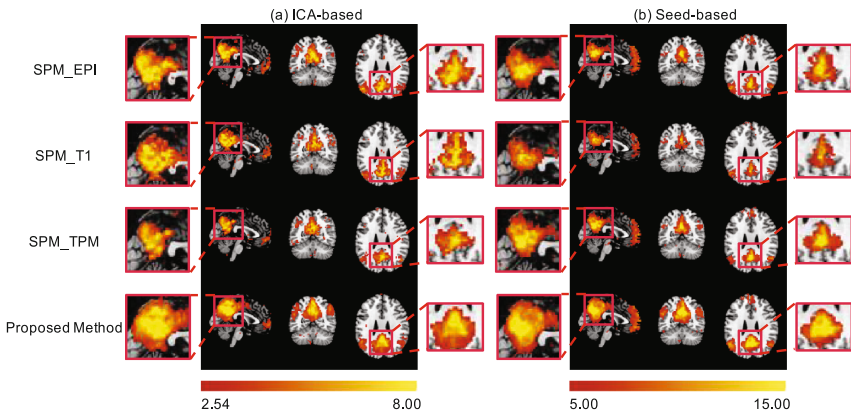 (a) ICA-based
(b) Seed-based
SPM_EPI
SPM_T1
SPM_TPM
Proposed Method
2.54
8.00
5.00
15.00